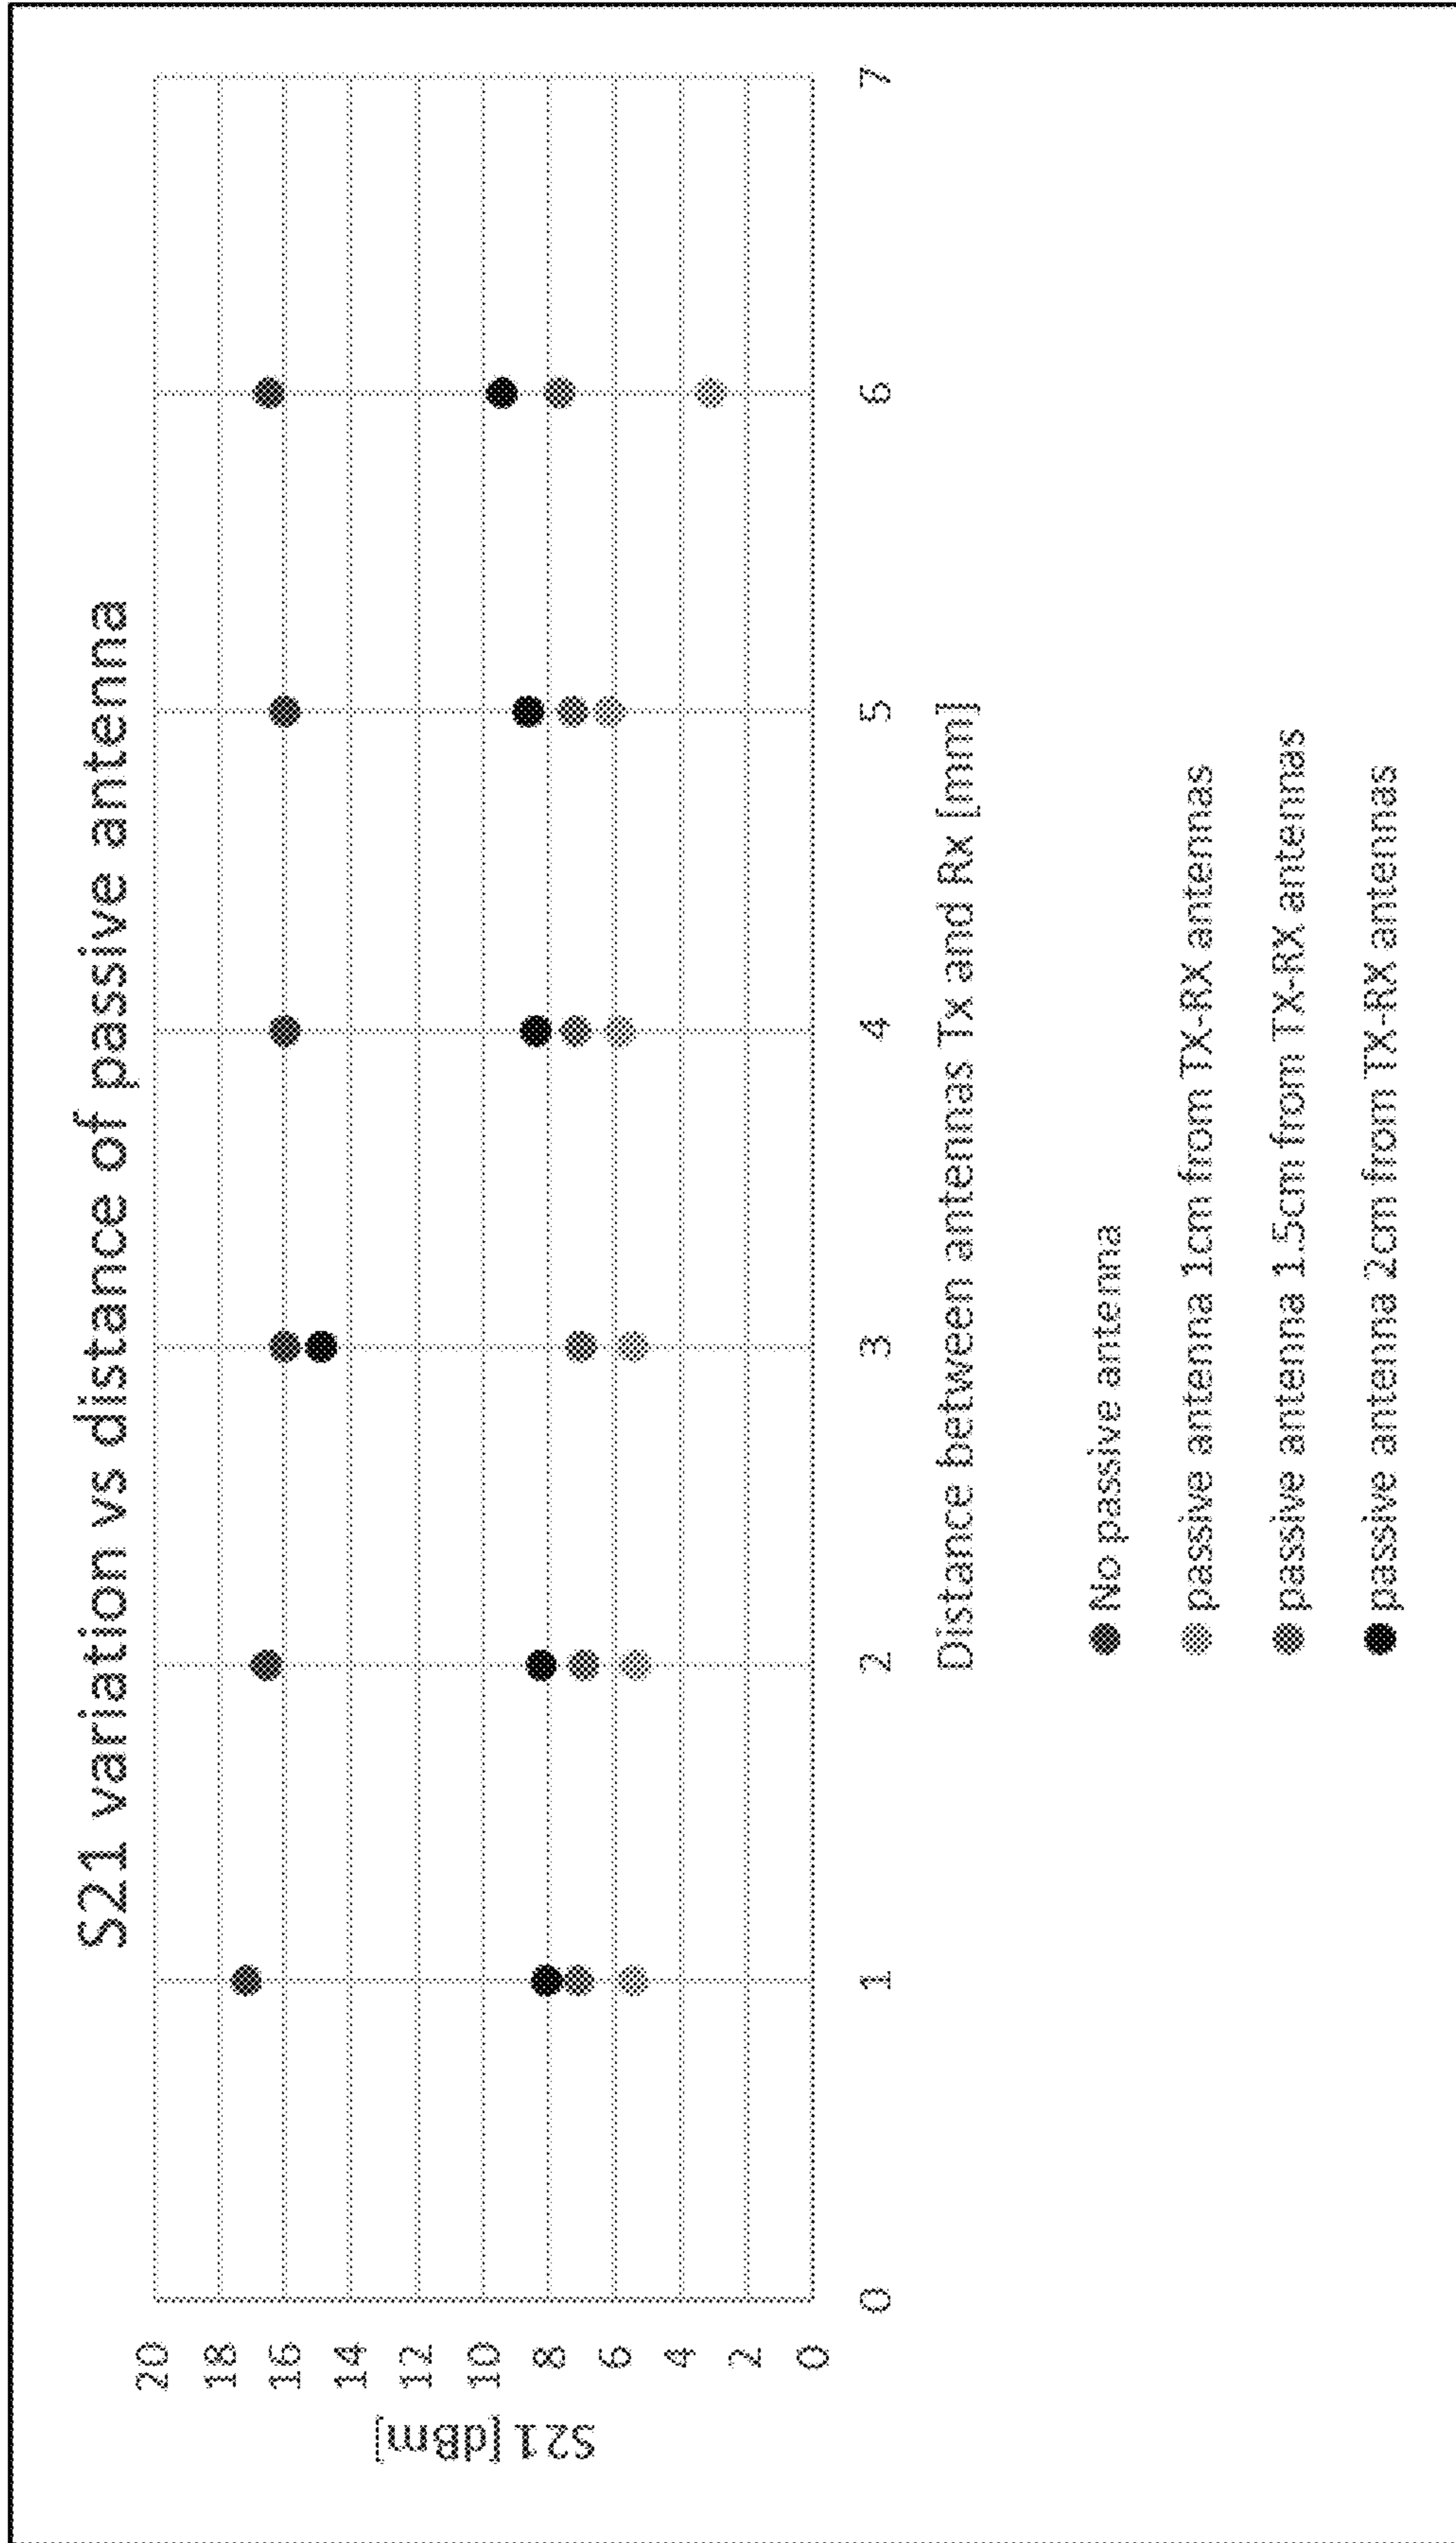 S21 variation vs distance of passive antenna
S21 [dBm]
20
18
16
14
12
10
8
6
4
2
0
0 1 2 3 4 5 6 7
Distance between antennas Tx and Rx [mm]
No passive antenna
passive antenna 1cm from TX-RX antennas
passive antenna 1.5cm from TX-RX antennas
passive antenna 2cm from TX-RX antennas